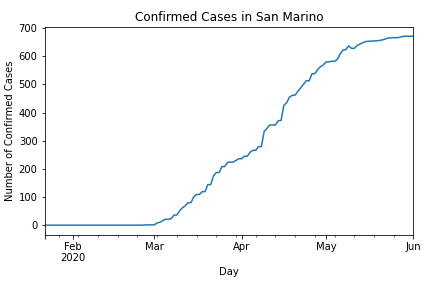 Confirmed Cases in San Marino
700
600
500
400
300
200
100
0
Number of Confirmed Cases
Feb
2020
Mar
Apr
May
Jun
Day